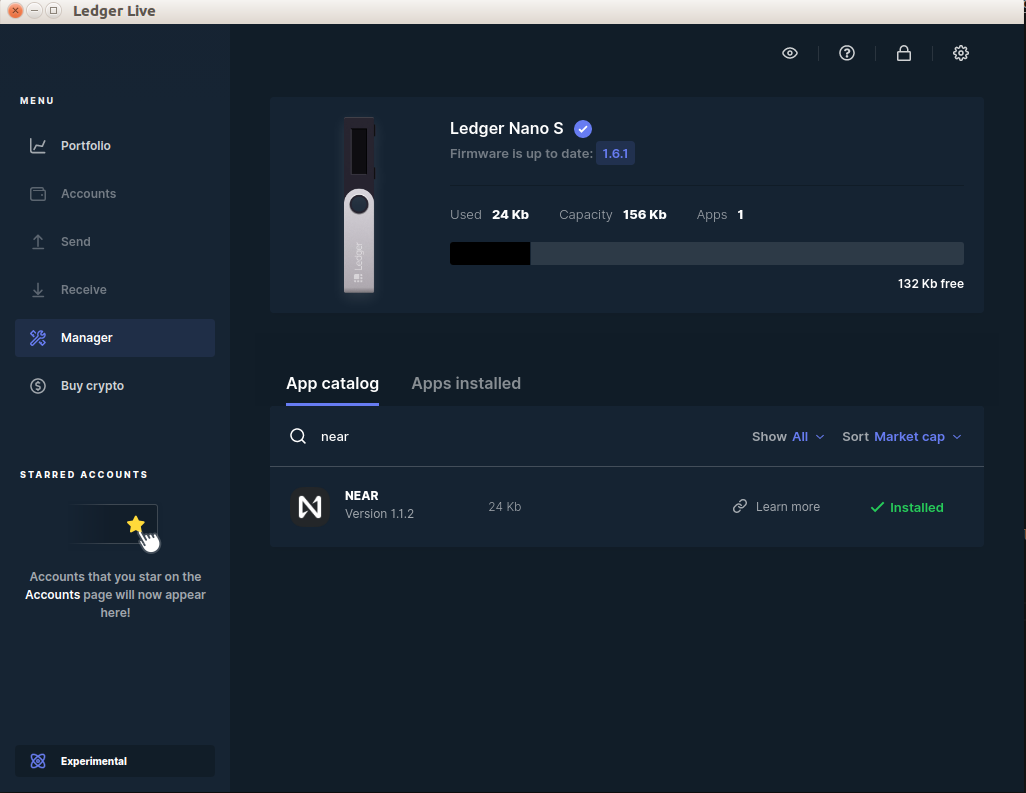 Ledger Live
MENU
Portfolio
Accounts
Send
Receive
Manager
Buy crypto
STARRED ACCOUNTS
Accounts that you star on the
Accounts page will now appear
here!
Experimental
Ledger
Ledger Nano S
Firmware is up to date: 1.6.1
Used 24 Kb Capacity 156 Kb Apps 1
132 Kb free
App catalog Apps installed
near Show All Sort Market cap
NEAR
Version 1.1.2
24 Kb
Learn more
Installed